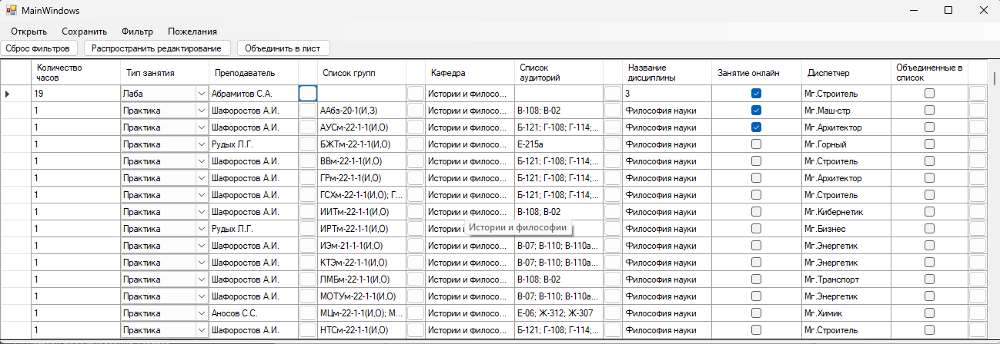 MainWindows
Открыть Сохранить Фильтр Пожелания
Сброс фильтров Распространить редактирование Объединить в лист
Количество часов Тип занятия Преподаватель Список групп Кафедра Список аудиторий Название дисциплины Занятие онлайн Диспетчер Объединенные в список
19 Лаба Абрамитов С.А. Истории и филосо... 3 Мг.Строитель
1 Практика Шафоростов А.И. ААбз-20-1(И,З) Истории и филосо... В-108; В-02 Философия науки Мг.Маш-стр
1 Практика Шафоростов А.И. АУСм-22-1-1(И,О) Истории и филосо... Б-121; Г-108; Г-114;... Философия науки Мг.Архитектор
1 Практика Рудых Л.Г. БЖТм-22-1-1(И,О) Истории и филосо... Е-215а Философия науки Мг.Горный
1 Практика Шафоростов А.И. ВВм-22-1-1(И,О) Истории и филосо... Б-121; Г-108; Г-114;... Философия науки Мг.Строитель
1 Практика Шафоростов А.И. ГРм-22-1-1(И,О) Истории и филосо... Б-121; Г-108; Г-114;... Философия науки Мг.Архитектор
1 Практика Шафоростов А.И. ГСХм-22-1-1(И,О); Г... Истории и филосо... Б-121; Г-108; Г-114;... Философия науки Мг.Строитель
1 Практика Шафоростов А.И. ИИТм-22-1-1(И,О) Истории и филосо... В-108; В-02 Философия науки Мг.Кибернетик
1 Практика Рудых Л.Г. ИРТм-22-1-1(И,О) Истории и Философия науки Мг.Бизнес
Истории и философии
1 Практика Шафоростов А.И. ИЭм-21-1-1(И,О) Истории и филосо... В-07; В-110; В-110а... Философия науки Мг.Энергетик
1 Практика Шафоростов А.И. КТЭм-22-1-1(И,О) Истории и филосо... В-07; В-110; В-110а... Философия науки Мг.Энергетик
1 Практика Шафоростов А.И. ЛМБм-22-1-1(И,О) Истории и филосо... В-108; В-02 Философия науки Мг.Транспорт
1 Практика Шафоростов А.И. МОТУм-22-1-1(И,О) Истории и филосо... В-07; В-110; В-110а... Философия науки Мг.Энергетик
1 Практика Аносов С.С. МЦм-22-1-1(И,О); М... Истории и филосо... Е-06; Ж-312; Ж-307 Философия науки Мг.Химик
1 Практика Шафоростов А.И. НТСм-22-1-1(И,О) Истории и филосо... Б-121; Г-108; Г-114;... Философия науки Мг.Строитель